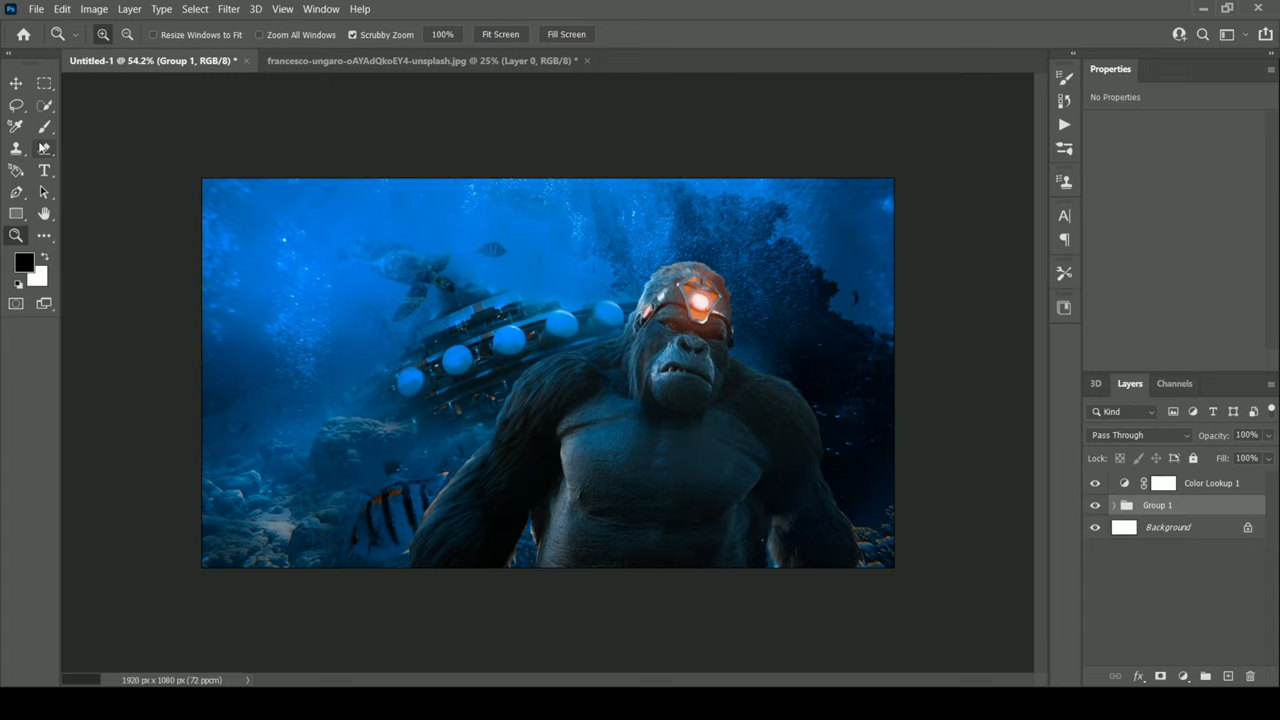 Ps File Edit Image Layer Type Select Filter 3D View Window Help
Resize Windows to Fit Zoom All Windows Scrubby Zoom 100% Fit Screen Fill Screen
Untitled-1 @ 54.2% (Group 1, RGB/8) * × francesco-ungaro-oAYAdQkoEY4-unsplash.jpg @ 25% (Layer 0, RGB/8) * ×
Properties
No Properties
3D Layers Channels
Kind
Pass Through Opacity: 100%
Lock: Fill: 100%
Color Lookup 1
Group 1
Background
1920 px x 1080 px (72 ppcm)